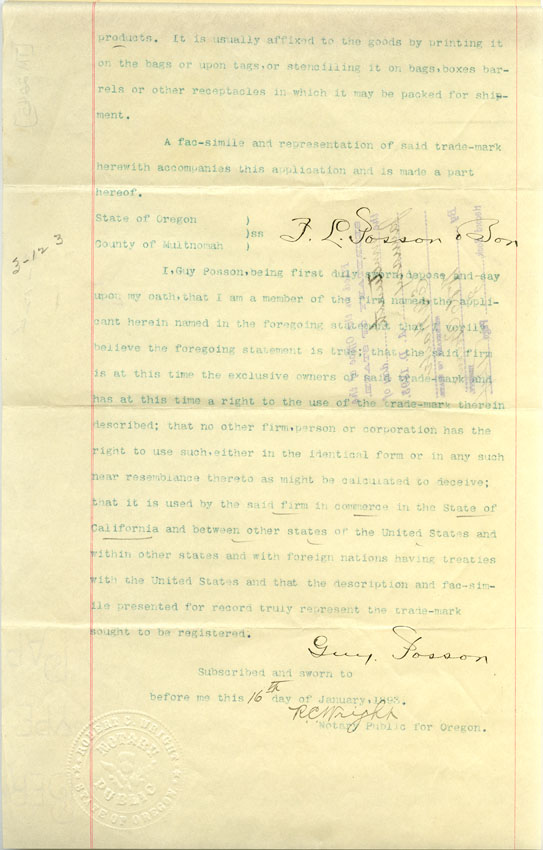 products. It is usually affixed to the goods by printing it
on the bags or upon tags, or stencilling it on bags, boxes bar-
rels or other receptacles in which it may be packed for ship-
ment.
A fac-simile and representation of said trade-mark
herewith accompanies this application and is made a part
hereof.
State of Oregon )
)ss
County of Multnomah )
F. L. Posson & Son
3-123
I, Guy Posson, being first duly sworn, depose and say
upon my oath, that I am a member of the firm named, the appli-
cant herein named in the foregoing statement that I verily
believe the foregoing statement is true; that the said firm
is at this time the exclusive owners of said trade-mark and
has at this time a right to the use of the trade-mark therein
described; that no other firm, person or corporation has the
right to use such, either in the identical form or in any such
near resemblance thereto as might be calculated to deceive;
that it is used by the said firm in commerce in the State of
California and between other states of the United States and
within other states and with foreign nations having treaties
with the United States and that the description and fac-sim-
ile presented for record truly represent the trade-mark
sought to be registered.
Guy. Posson
Subscribed and sworn to
before me this 16th day of January, 1893.
R.C. Wright
Notary Public for Oregon.
ROBERT C. WRIGHT
NOTARY
PUBLIC
STATE OF OREGON